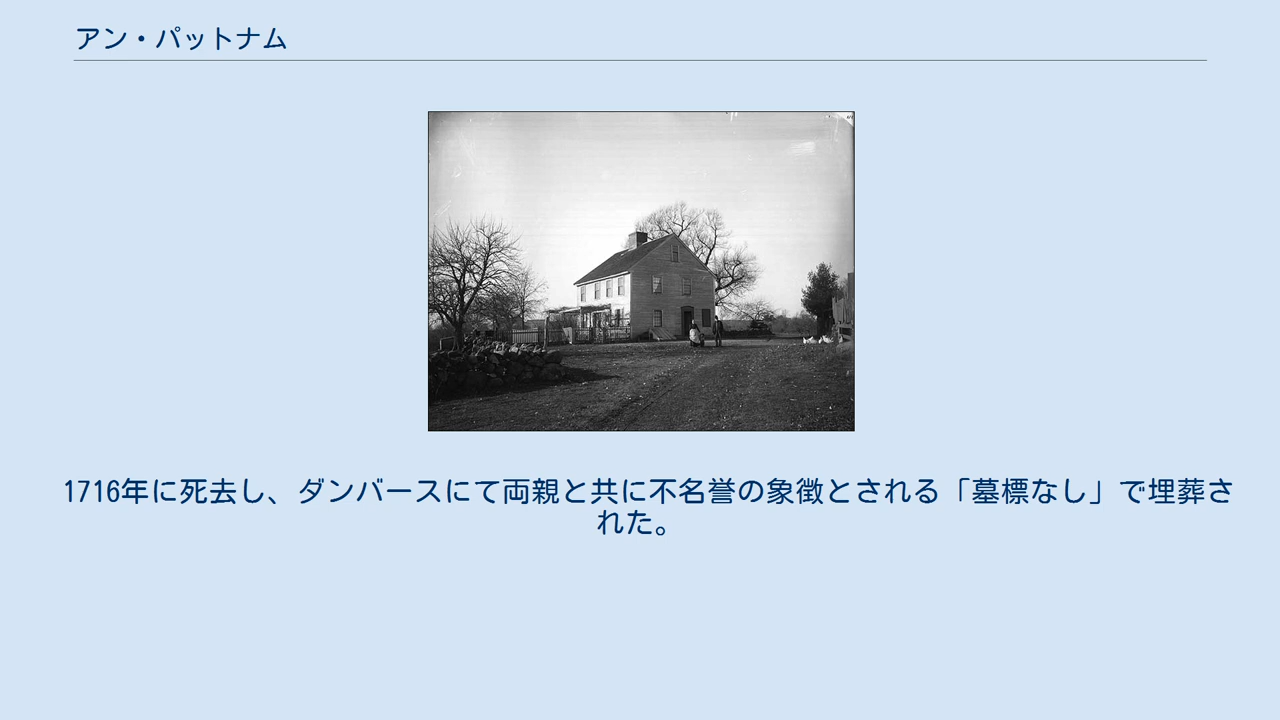 アン・パットナム
1716年に死去し、ダンバースにて両親と共に不名誉の象徴とされる「墓標なし」で埋葬さ
れた。